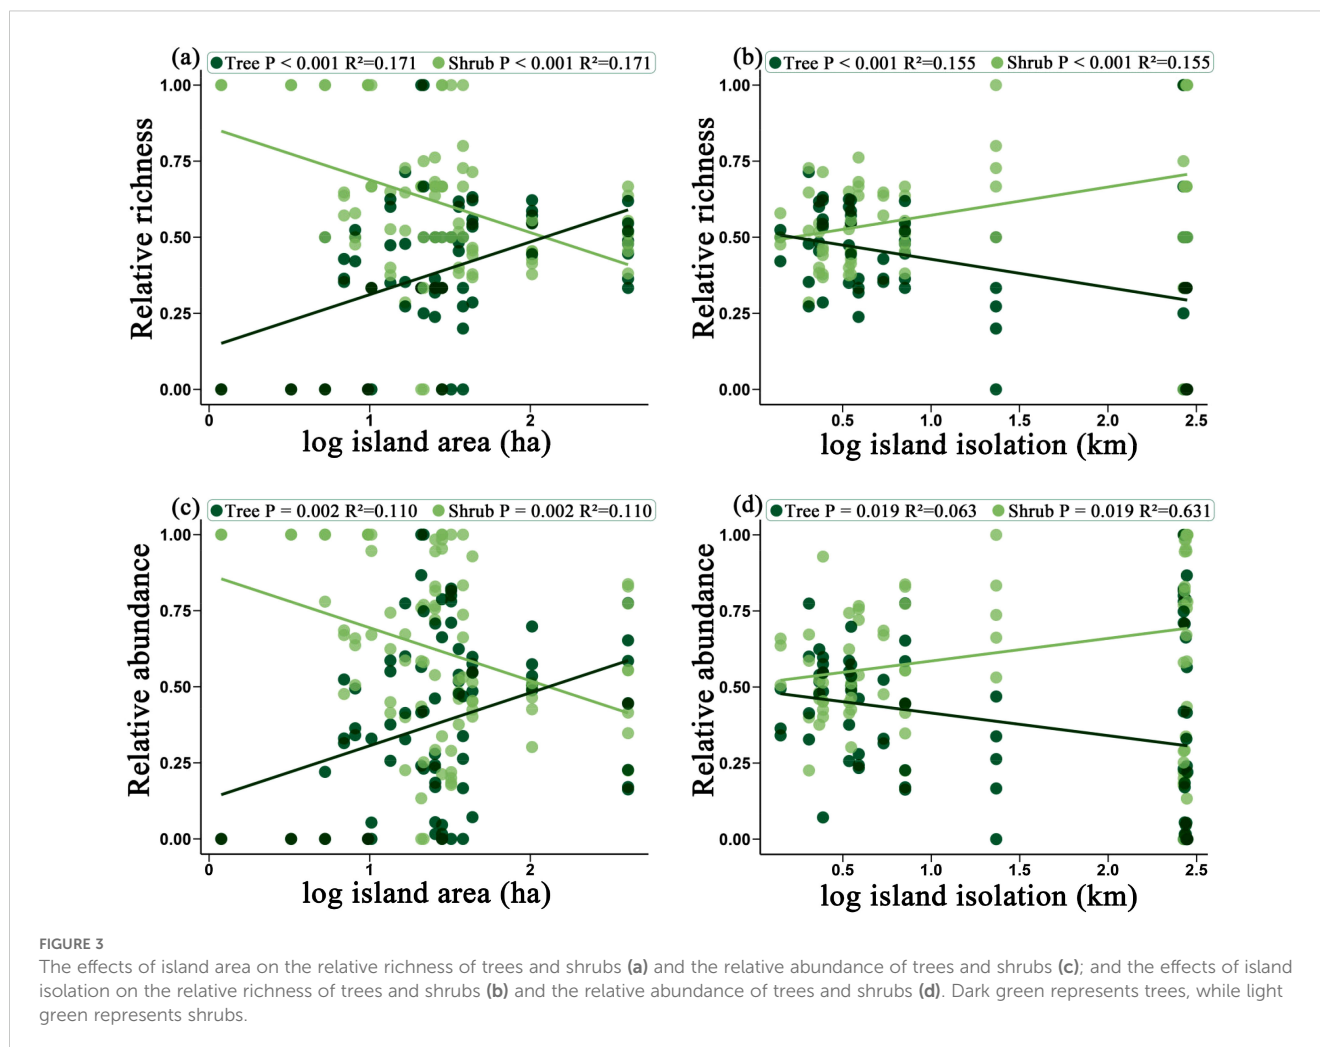 (a) Tree P < 0.001 R²=0.171 Shrub P < 0.001 R²=0.171
1.00
0.75
0.50
0.25
0.00
Relative richness
0 1 2
log island area (ha)
(b) Tree P < 0.001 R²=0.155 Shrub P < 0.001 R²=0.155
1.00
0.75
0.50
0.25
0.00
Relative richness
0.5 1.0 1.5 2.0 2.5
log island isolation (km)
(c) Tree P = 0.002 R²=0.110 Shrub P = 0.002 R²=0.110
1.00
0.75
0.50
0.25
0.00
Relative abundance
0 1 2
log island area (ha)
(d) Tree P = 0.019 R²=0.063 Shrub P = 0.019 R²=0.631
1.00
0.75
0.50
0.25
0.00
Relative abundance
0.5 1.0 1.5 2.0 2.5
log island isolation (km)
FIGURE 3
The effects of island area on the relative richness of trees and shrubs (a) and the relative abundance of trees and shrubs (c); and the effects of island
isolation on the relative richness of trees and shrubs (b) and the relative abundance of trees and shrubs (d). Dark green represents trees, while light
green represents shrubs.